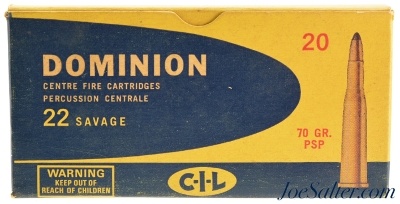 20
DOMINION
CENTRE FIRE CARTRIDGES
PERCUSSION CENTRALE
22 SAVAGE
70 GR.
PSP
WARNING
KEEP OUT OF
REACH OF CHILDREN
C-I-L
JoeSalter.com